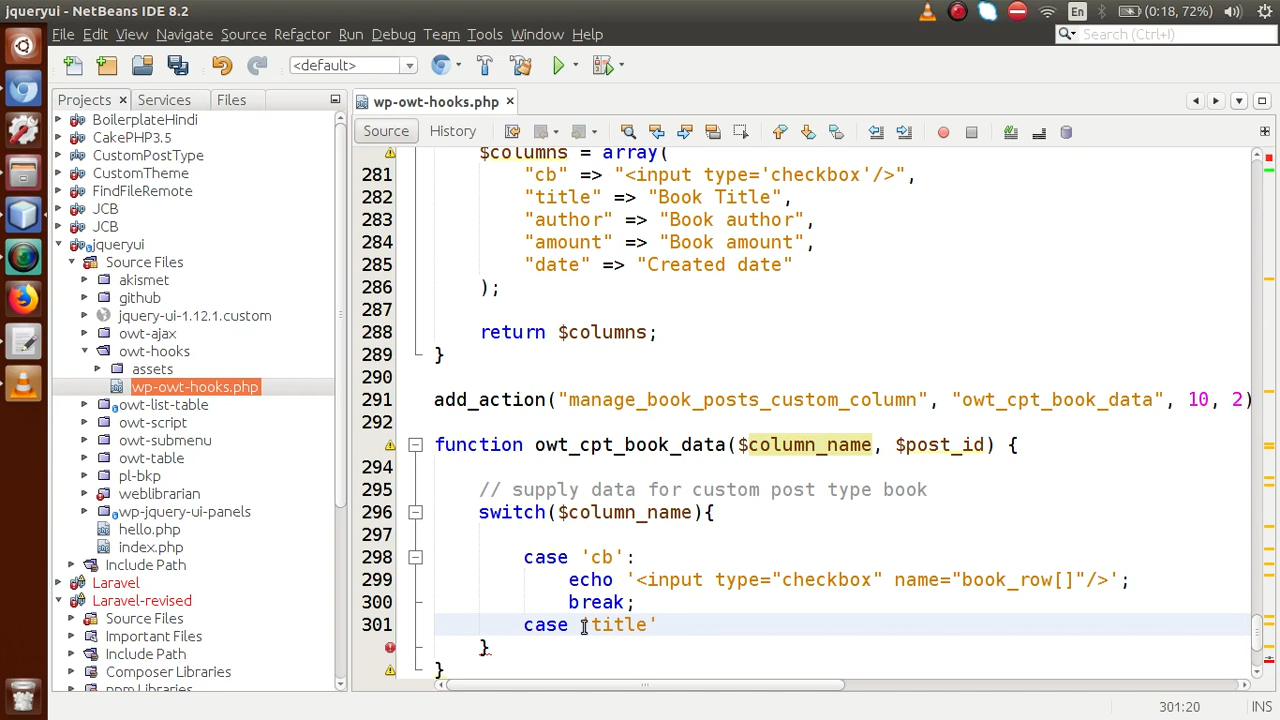 jqueryui - NetBeans IDE 8.2
En
(0:18, 72%)
File Edit View Navigate Source Refactor Run Debug Team Tools Window Help
Search (Ctrl+I)
<default>
Projects
Services
Files
wp-owt-hooks.php
Source
History
BoilerplateHindi
CakePHP3.5
CustomPostType
CustomTheme
FindFileRemote
JCB
JCB
jqueryui
Source Files
akismet
github
jquery-ui-1.12.1.custom
owt-ajax
owt-hooks
assets
wp-owt-hooks.php
owt-list-table
owt-script
owt-submenu
owt-table
pl-bkp
weblibrarian
wp-jquery-ui-panels
hello.php
index.php
Include Path
Laravel
Laravel-revised
Source Files
Important Files
Include Path
Composer Libraries
npm Libraries
$columns = array(
281 "cb" => "<input type='checkbox'/>",
282 "title" => "Book Title",
283 "author" => "Book author",
284 "amount" => "Book amount",
285 "date" => "Created date"
286 );
287
288 return $columns;
289 }
290
291 add_action("manage_book_posts_custom_column", "owt_cpt_book_data", 10, 2)
292
function owt_cpt_book_data($column_name, $post_id) {
294
295 // supply data for custom post type book
296 switch($column_name){
297
298 case 'cb':
299 echo '<input type="checkbox" name="book_row[]"/>';
300 break;
301 case 'title'
}
}
301:20
INS